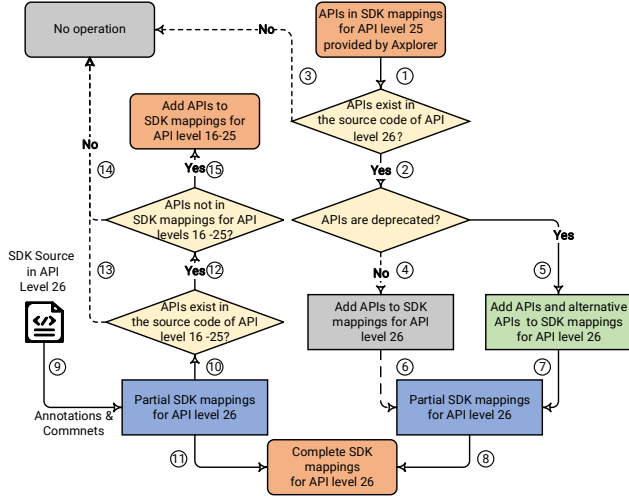 No operation
APIs in SDK mappings
for API level 25
provided by Axplorer
No
③
①
APIs exist in
the source code of API
level 26?
Add APIs to
SDK mappings for
API level 16-25
No
⑭
Yes
⑮
Yes
②
APIs not in
SDK mappings for API
levels 16 -25?
APIs are deprecated?
Yes
SDK Source
in API
Level 26
⑬
Yes
⑫
No
④
⑤
</>
APIs exist in
the source code of API
level 16 -25?
Add APIs to SDK
mappings for API
level 26
Add APIs and alternative
APIs to SDK mappings
for API level 26
⑨
⑩
⑥
⑦
Annotations &
Commnets
Partial SDK mappings
for API level 26
Partial SDK mappings
for API level 26
⑪
⑧
Complete SDK
mappings
for API level 26